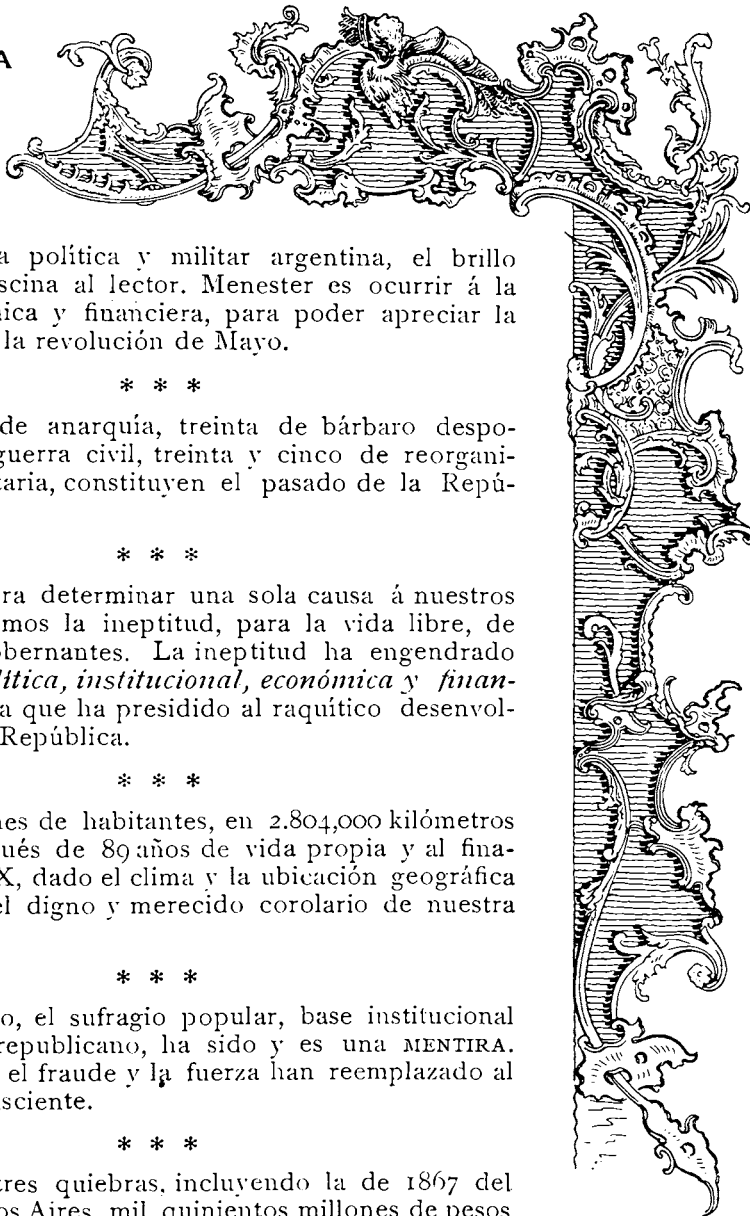 A
a política y militar argentina, el brillo
scina al lector. Menester es ocurrir á la
nica y financiera, para poder apreciar la
la revolución de Mayo.
* * *
de anarquía, treinta de bárbaro despo-
guerra civil, treinta y cinco de reorgani-
taria, constituyen el pasado de la Repú-
* * *
ra determinar una sola causa á nuestros
mos la ineptitud, para la vida libre, de
obernantes. La ineptitud ha engendrado
lítica, institucional, económica y finan-
a que ha presidido al raquítico desenvol-
República.
* * *
nes de habitantes, en 2.804,000 kilómetros
ués de 89 años de vida propia y al fina-
X, dado el clima y la ubicación geográfica
el digno y merecido corolario de nuestra
* * *
o, el sufragio popular, base institucional
republicano, ha sido y es una MENTIRA.
el fraude y la fuerza han reemplazado al
sciente.
* * *
tres quiebras, incluyendo la de 1867 del
os Aires, mil quinientos millones de pesos